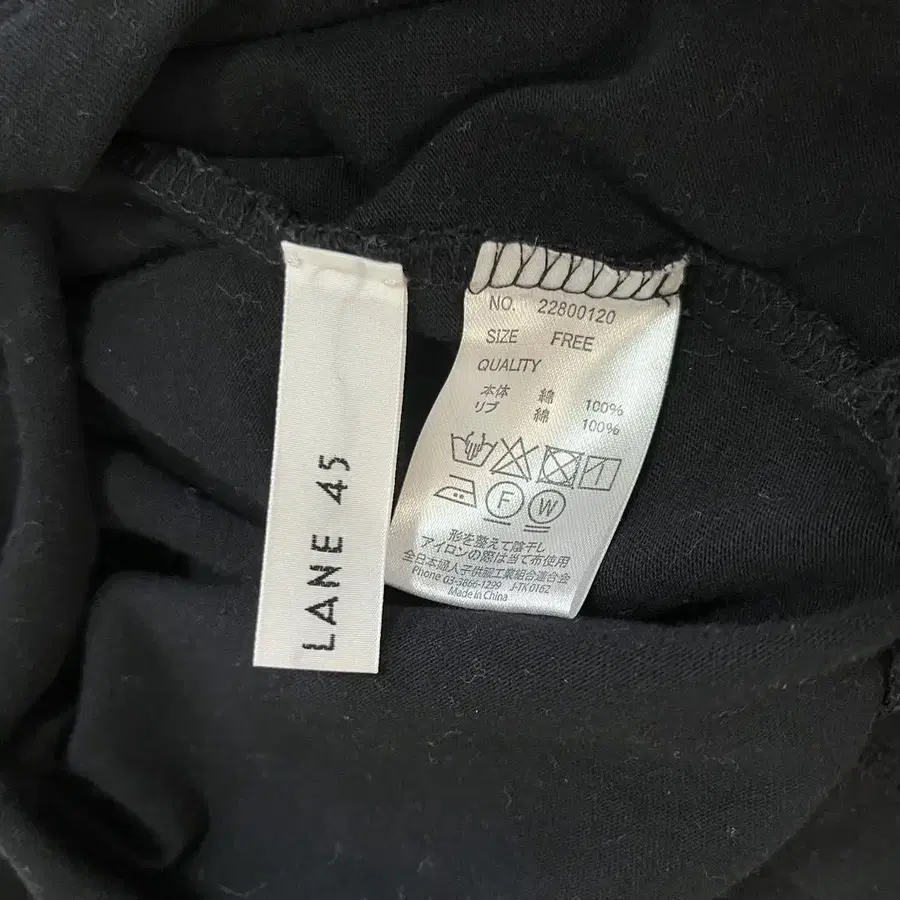 LANE 45
NO. 22800120
SIZE FREE
QUALITY
本体 綿 100%
リブ 綿 100%
F W
形を整えて陰干し
アイロンの際は当て布使用
全日本婦人子供服工業組合連合会
Phone 03-3866-1299 J-TK0162
Made in China